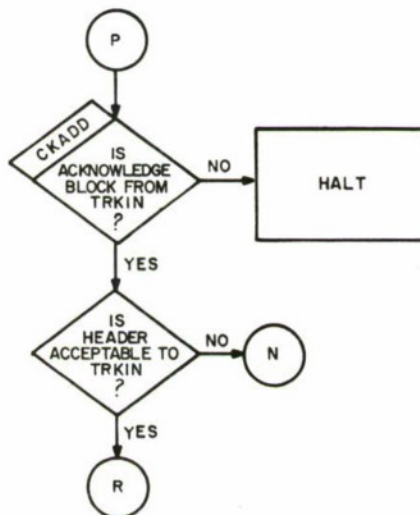 P
CKADD
IS
ACKNOWLEDGE
BLOCK FROM
TRKIN
?
NO
HALT
YES
IS
HEADER
ACCEPTABLE TO
TRKIN
?
NO
N
YES
R